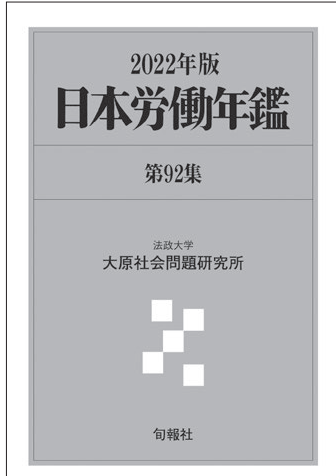 2022年版
日本労働年鑑
第92集
法政大学
大原社会問題研究所
旬報社